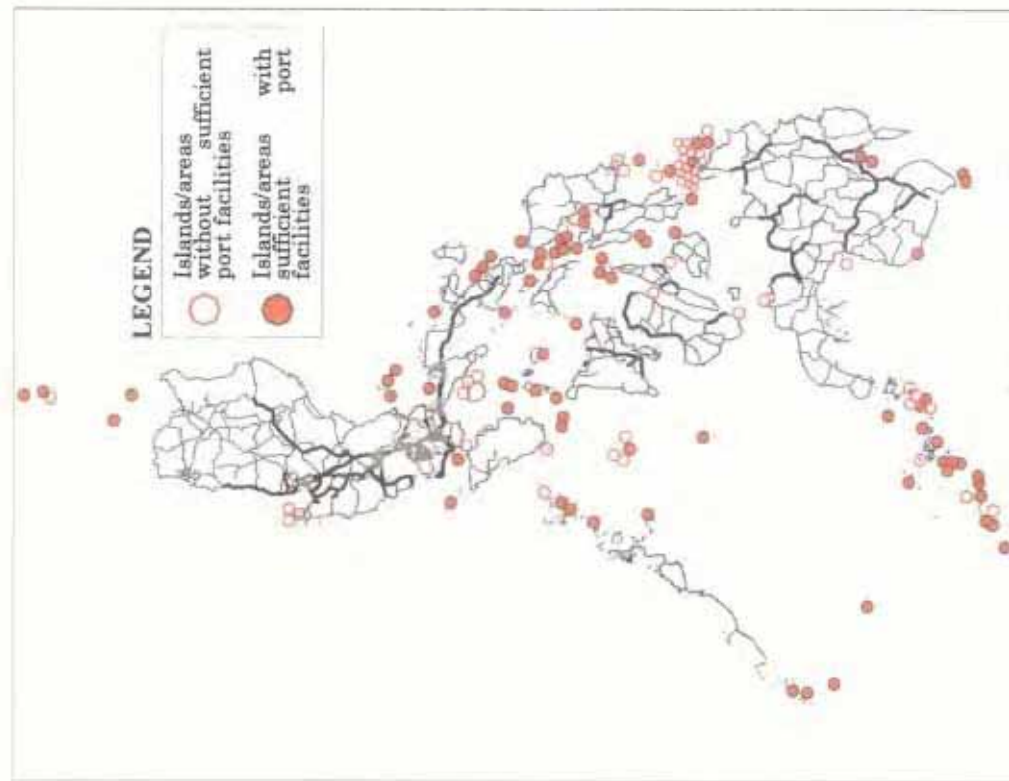 LEGEND
Islands/areas
without sufficient
port facilities
Islands/areas with
sufficient port
facilities